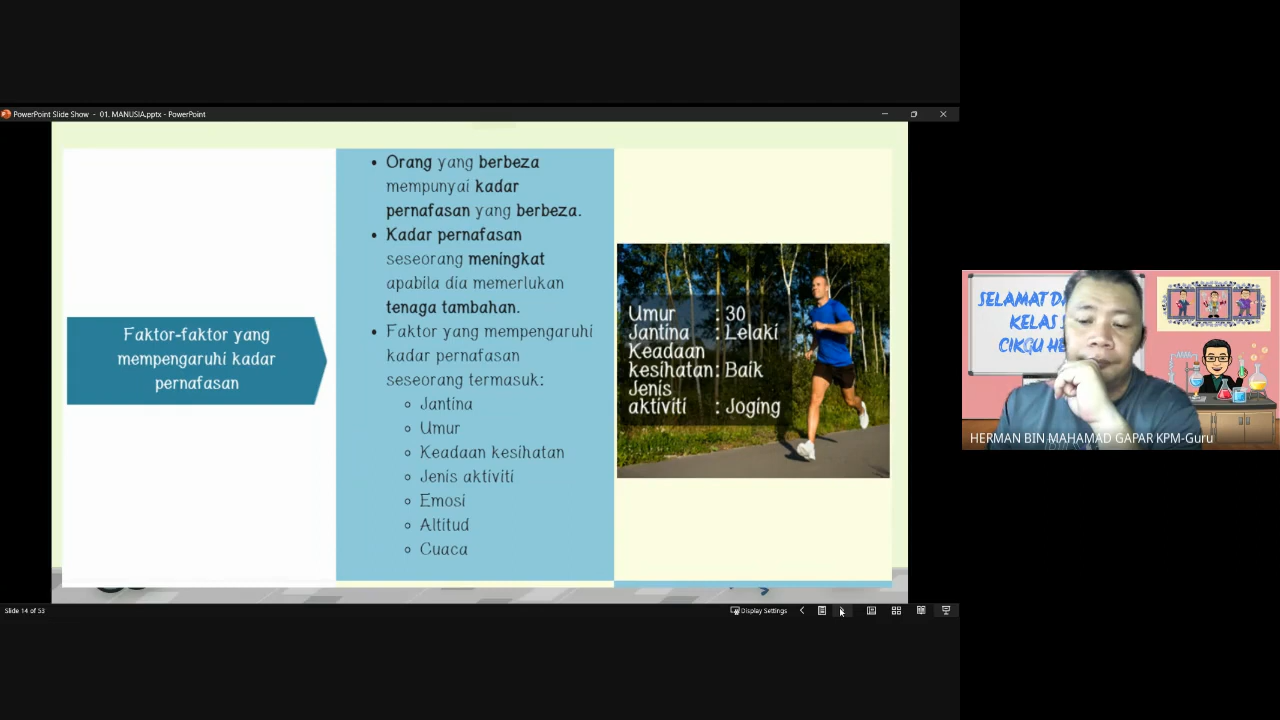 PowerPoint Slide Show - 01. MANUSIA.pptx - PowerPoint
Faktor-faktor yang
mempengaruhi kadar
pernafasan
• Orang yang berbeza
mempunyai kadar
pernafasan yang berbeza.
• Kadar pernafasan
seseorang meningkat
apabila dia memerlukan
tenaga tambahan.
• Faktor yang mempengaruhi
kadar pernafasan
seseorang termasuk:
◦ Jantina
◦ Umur
◦ Keadaan kesihatan
◦ Jenis aktiviti
◦ Emosi
◦ Altitud
◦ Cuaca
Umur : 30
Jantina : Lelaki
Keadaan
kesihatan: Baik
Jenis
aktiviti : Joging
Slide 14 of 53
Display Settings
SELAMAT
KELAS
CIKGU
HERMAN BIN MAHAMAD GAPAR KPM-Guru